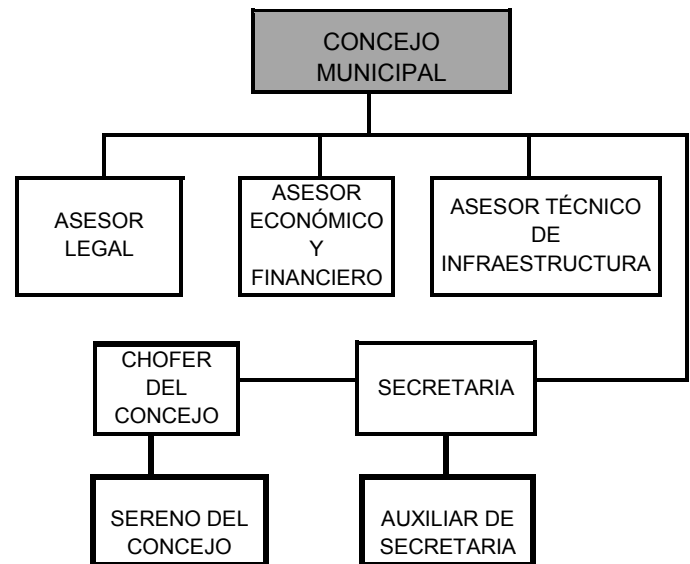 CONCEJO
MUNICIPAL
ASESOR
LEGAL
ASESOR
ECONÓMICO
Y
FINANCIERO
ASESOR TÉCNICO
DE
INFRAESTRUCTURA
CHOFER
DEL
CONCEJO
SECRETARIA
SERENO DEL
CONCEJO
AUXILIAR DE
SECRETARIA